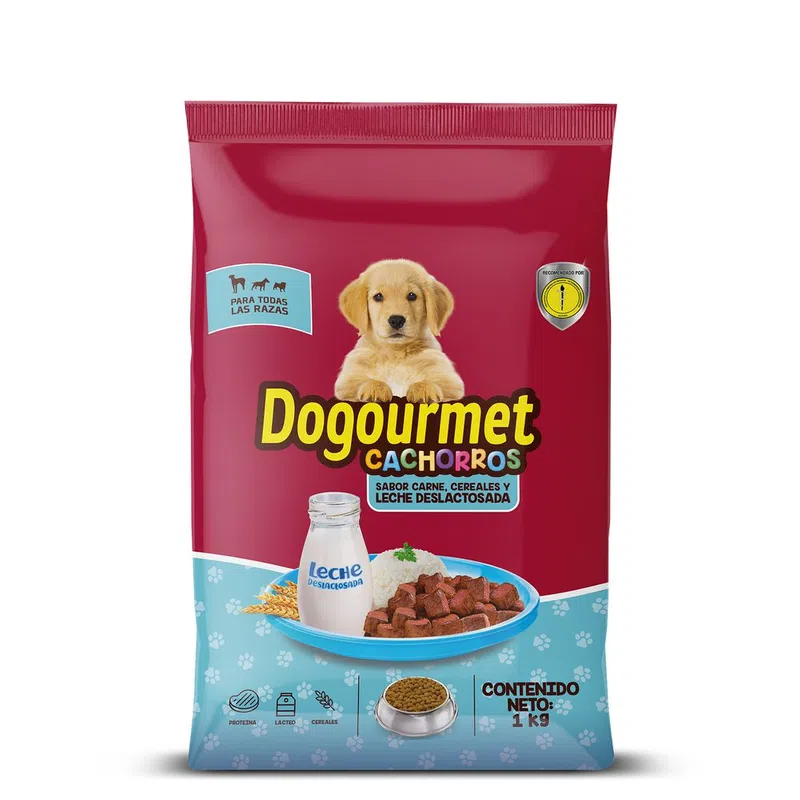 PARA TODAS
LAS RAZAS
RECOMENDADO POR
Dogourmet
CACHORROS
SABOR CARNE, CEREALES Y
LECHE DESLACTOSADA
LECHE
DESLACTOSADA
PROTEÍNA
LACTEO
CEREALES
CONTENIDO
NETO:
1 kg